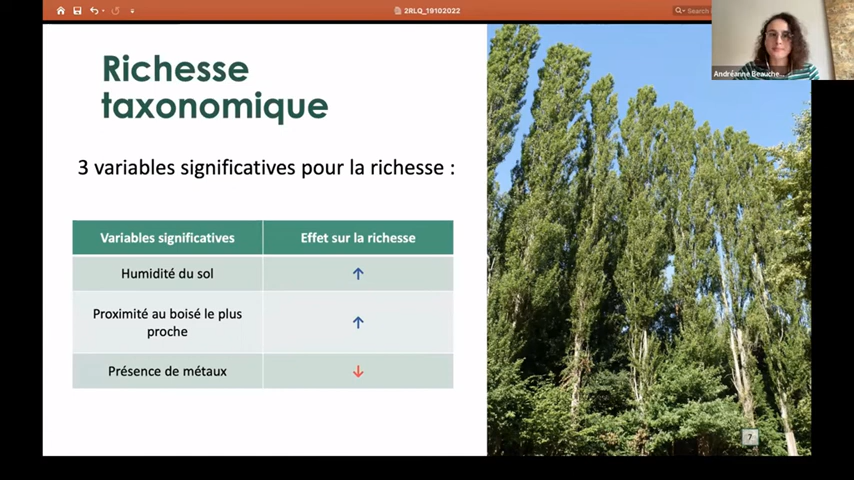 2RLQ_19102022
Search
Andréanne Beauche...
Richesse
taxonomique
3 variables significatives pour la richesse :
Variables significatives
Effet sur la richesse
Humidité du sol
↑
Proximité au boisé le plus
proche
↑
Présence de métaux
↓
7